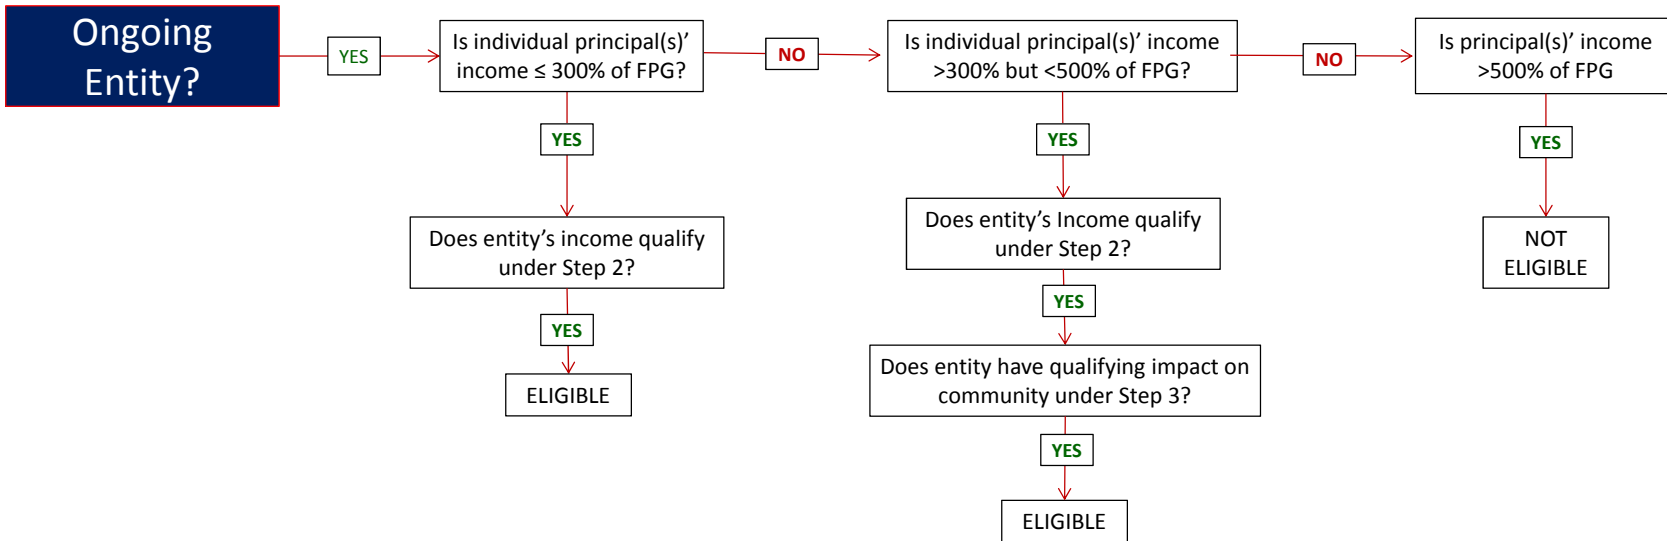 Ongoing
Entity?
YES
Is individual principal(s)’
income ≤ 300% of FPG?
NO
Is individual principal(s)’ income
>300% but <500% of FPG?
NO
Is principal(s)’ income
>500% of FPG
YES
YES
YES
Does entity’s income qualify
under Step 2?
Does entity’s Income qualify
under Step 2?
NOT
ELIGIBLE
YES
YES
ELIGIBLE
Does entity have qualifying impact on
community under Step 3?
YES
ELIGIBLE